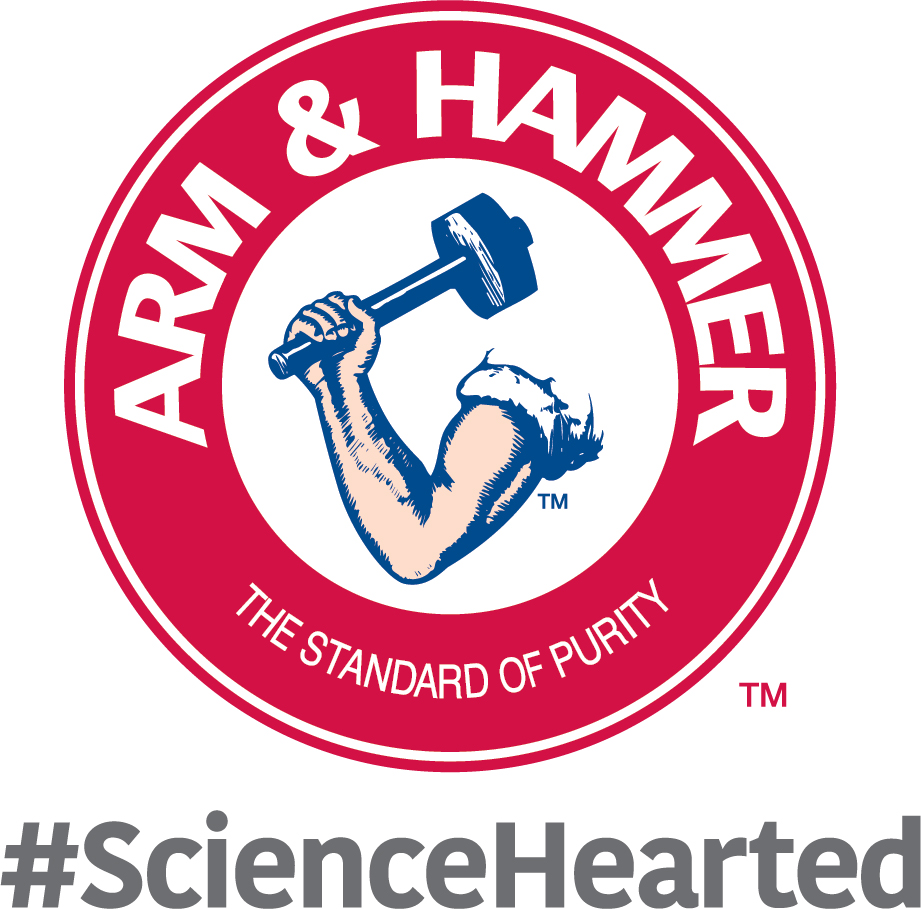 ARM & HAMMER
TM
THE STANDARD OF PURITY
TM
#ScienceHearted